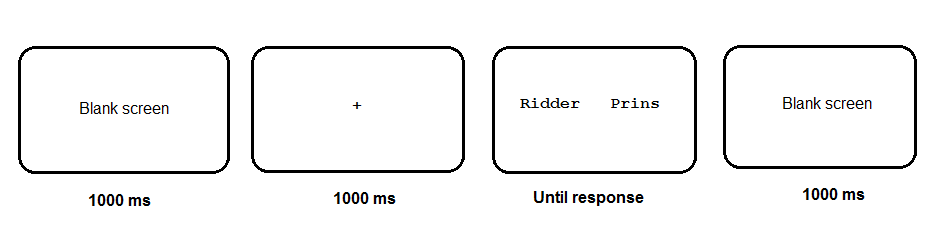 Blank screen
1000 ms
+
1000 ms
Ridder Prins
Until response
Blank screen
1000 ms